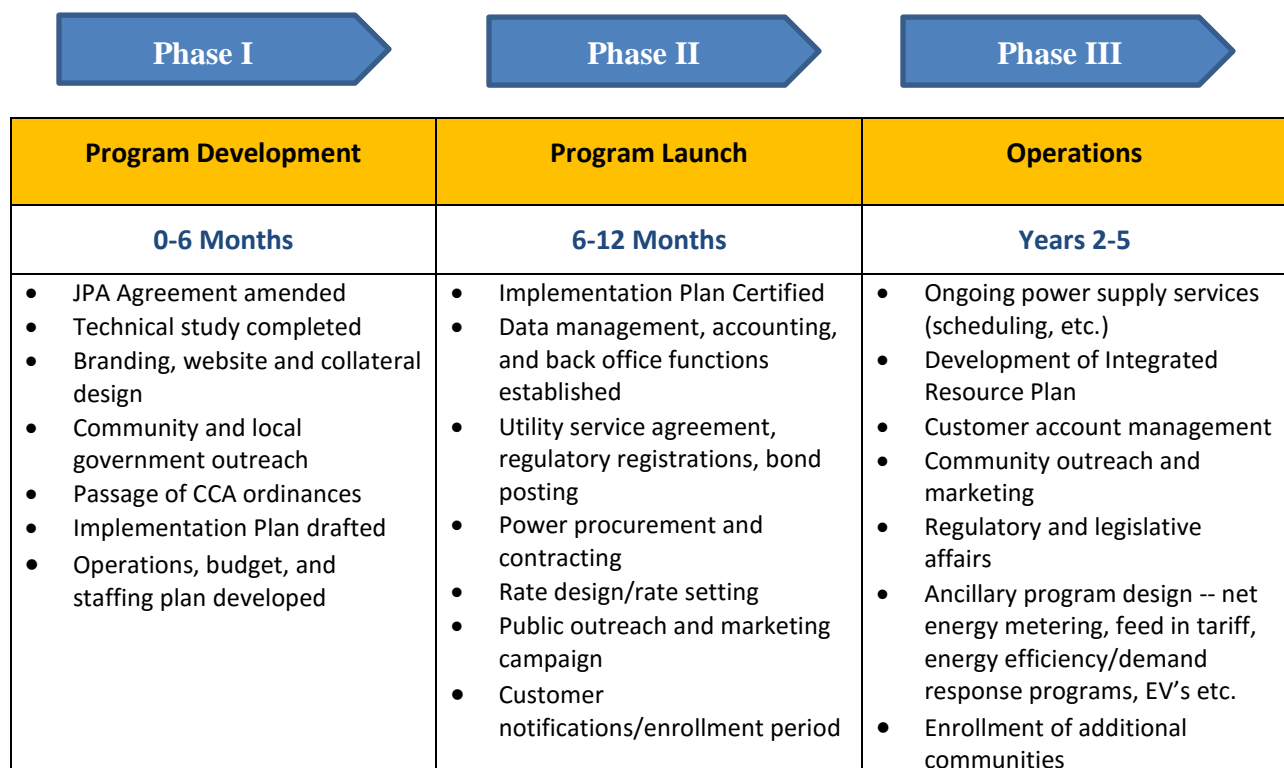 Phase I
Phase II
Phase III
Program Development
Program Launch
Operations
0-6 Months
6-12 Months
Years 2-5
• JPA Agreement amended
• Technical study completed
• Branding, website and collateral
design
• Community and local
government outreach
• Passage of CCA ordinances
• Implementation Plan drafted
• Operations, budget, and
staffing plan developed
• Implementation Plan Certified
• Data management, accounting,
and back office functions
established
• Utility service agreement,
regulatory registrations, bond
posting
• Power procurement and
contracting
• Rate design/rate setting
• Public outreach and marketing
campaign
• Customer
notifications/enrollment period
• Ongoing power supply services
(scheduling, etc.)
• Development of Integrated
Resource Plan
• Customer account management
• Community outreach and
marketing
• Regulatory and legislative
affairs
• Ancillary program design -- net
energy metering, feed in tariff,
energy efficiency/demand
response programs, EV's etc.
• Enrollment of additional
communities